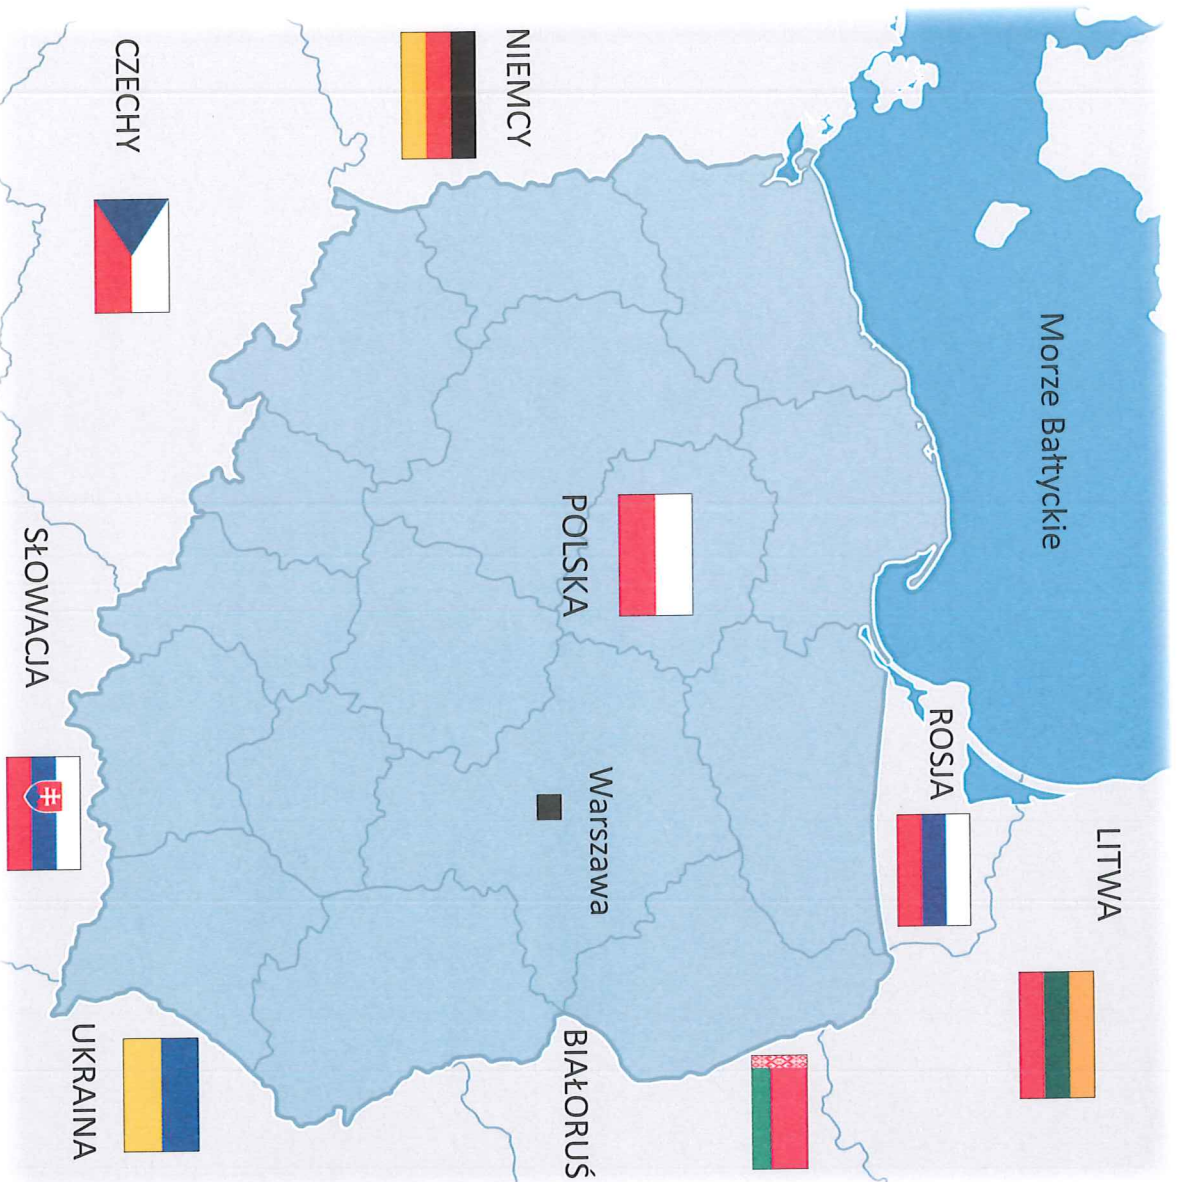 Morze Bałtyckie
NIEMCY
CZECHY
POLSKA
Warszawa
ROSJA
LITWA
BIAŁORUŚ
UKRAINA
SŁOWACJA